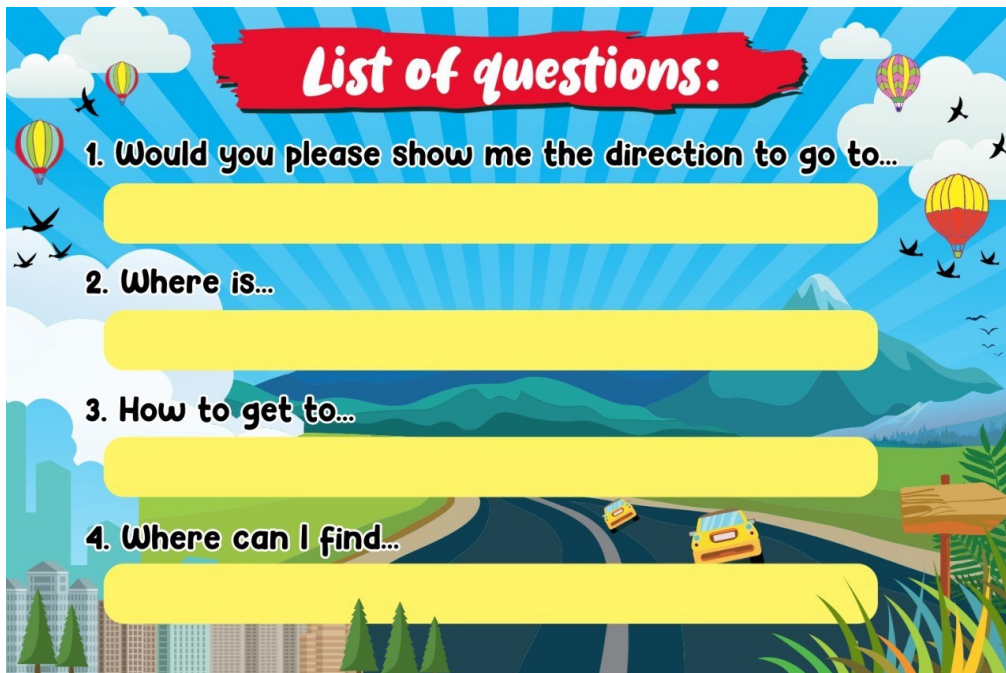 List of questions:
1. Would you please show me the direction to go to...
2. Where is...
3. How to get to...
4. Where can I find...